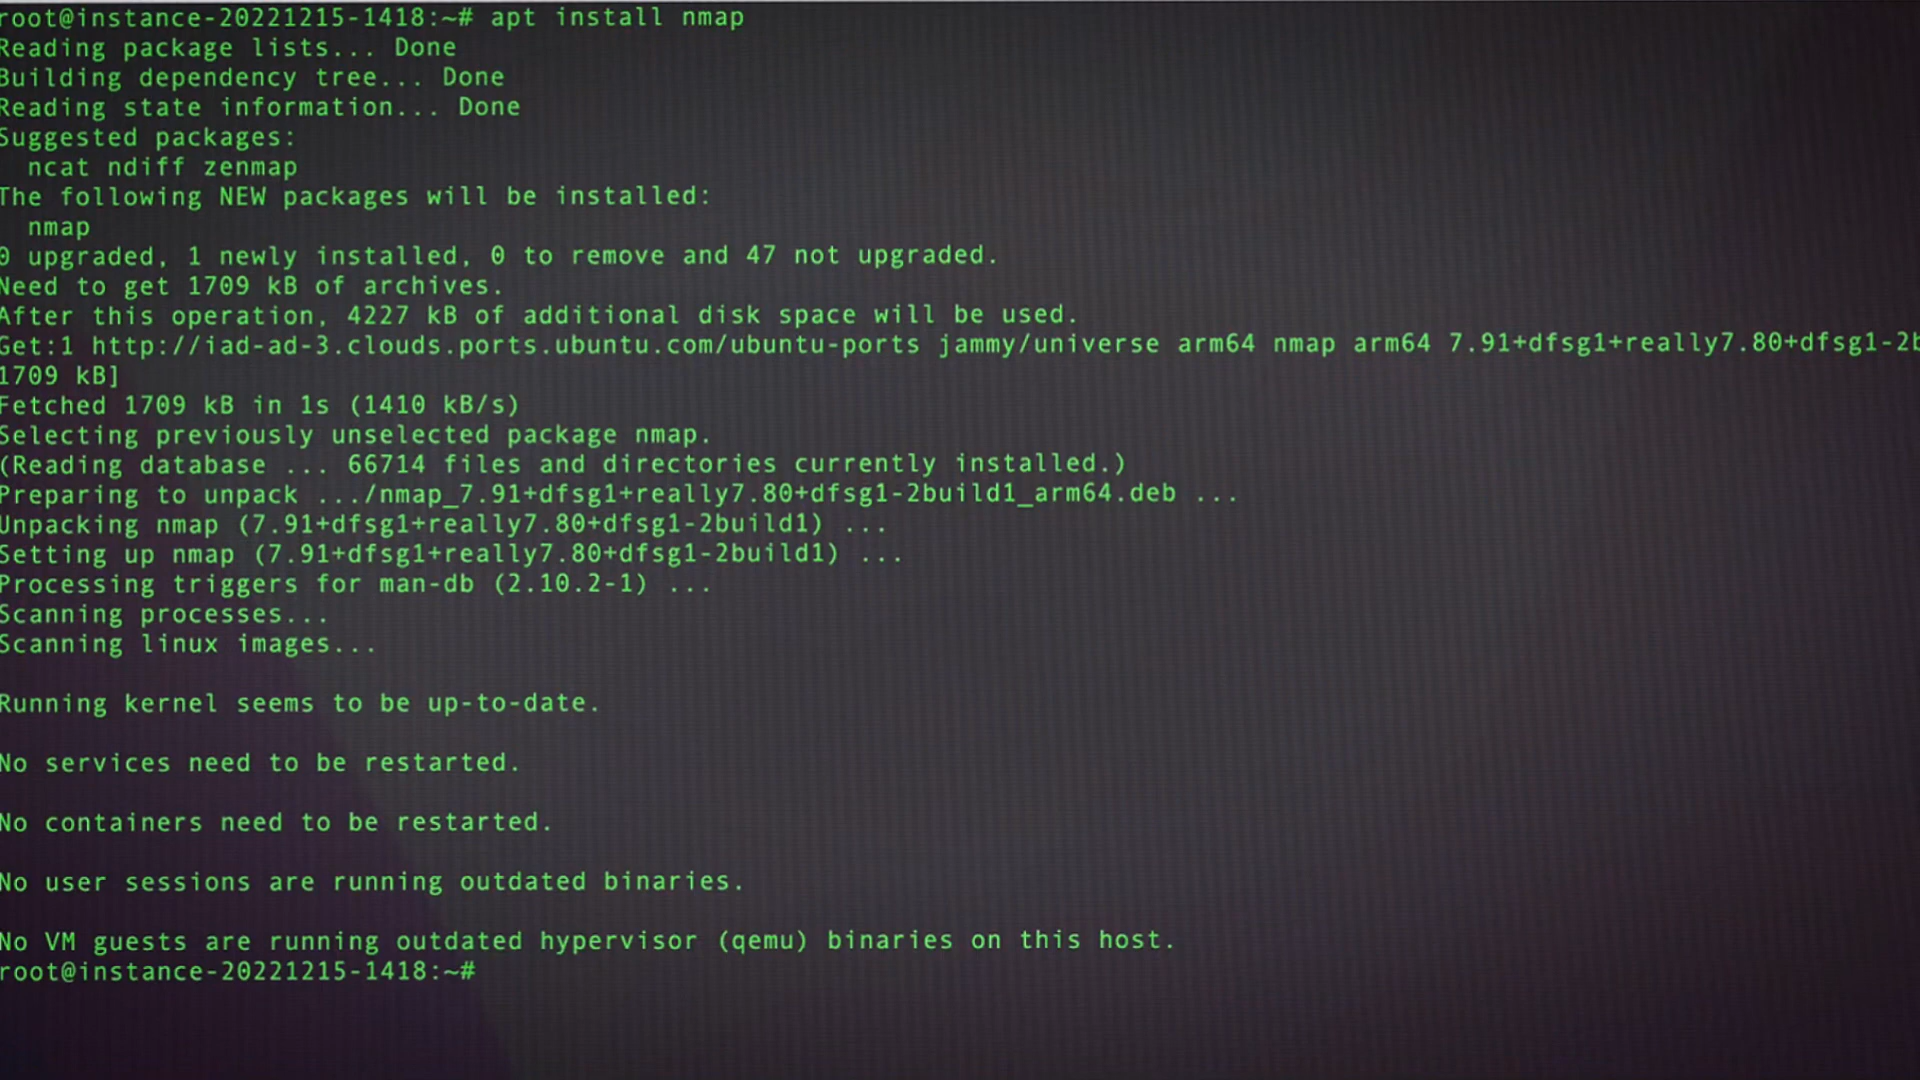 root@instance-20221215-1418:~# apt install nmap
Reading package lists... Done
Building dependency tree... Done
Reading state information... Done
Suggested packages:
  ncat ndiff zenmap
The following NEW packages will be installed:
  nmap
0 upgraded, 1 newly installed, 0 to remove and 47 not upgraded.
Need to get 1709 kB of archives.
After this operation, 4227 kB of additional disk space will be used.
Get:1 http://iad-ad-3.clouds.ports.ubuntu.com/ubuntu-ports jammy/universe arm64 nmap arm64 7.91+dfsg1+really7.80+dfsg1-2b
1709 kB]
Fetched 1709 kB in 1s (1410 kB/s)
Selecting previously unselected package nmap.
(Reading database ... 66714 files and directories currently installed.)
Preparing to unpack .../nmap_7.91+dfsg1+really7.80+dfsg1-2build1_arm64.deb ...
Unpacking nmap (7.91+dfsg1+really7.80+dfsg1-2build1) ...
Setting up nmap (7.91+dfsg1+really7.80+dfsg1-2build1) ...
Processing triggers for man-db (2.10.2-1) ...
Scanning processes...
Scanning linux images...
Running kernel seems to be up-to-date.
No services need to be restarted.
No containers need to be restarted.
No user sessions are running outdated binaries.
No VM guests are running outdated hypervisor (qemu) binaries on this host.
root@instance-20221215-1418:~#